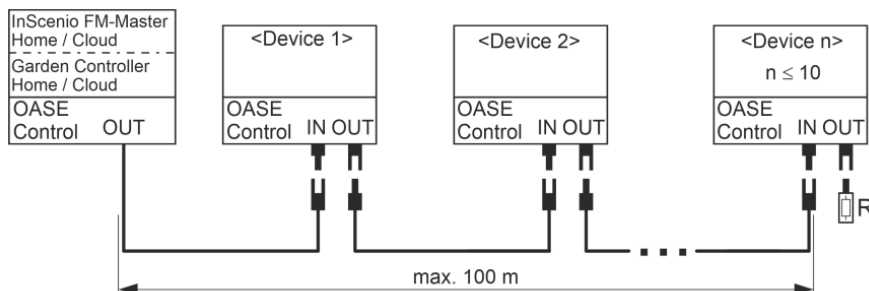 InScenio FM-Master
Home / Cloud
Garden Controller
Home / Cloud
OASE
Control OUT
<Device 1>
OASE
Control IN OUT
<Device 2>
OASE
Control IN OUT
<Device n>
n ≤ 10
OASE
Control IN OUT
R
max. 100 m